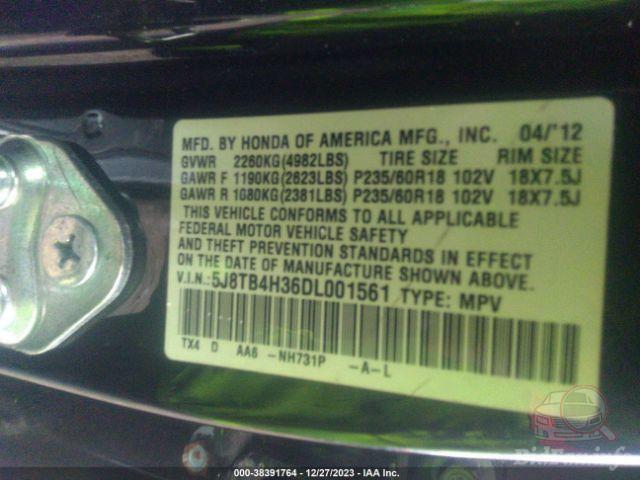 MFD. BY HONDA OF AMERICA MFG., INC. 04/'12
GVWR 2260KG(4982LBS) TIRE SIZE RIM SIZE
GAWR F 1190KG(2623LBS) P235/60R18 102V 18X7.5J
GAWR R 1080KG(2381LBS) P235/60R18 102V 18X7.5J
THIS VEHICLE CONFORMS TO ALL APPLICABLE
FEDERAL MOTOR VEHICLE SAFETY
AND THEFT PREVENTION STANDARDS IN EFFECT
ON THE DATE OF MANUFACTURE SHOWN ABOVE.
V.I.N.: 5J8TB4H36DL001561 TYPE: MPV
TX4 D AA6 -NH731P -A-L
BidFax.info
000-38391764 - 12/27/2023 - IAA Inc.